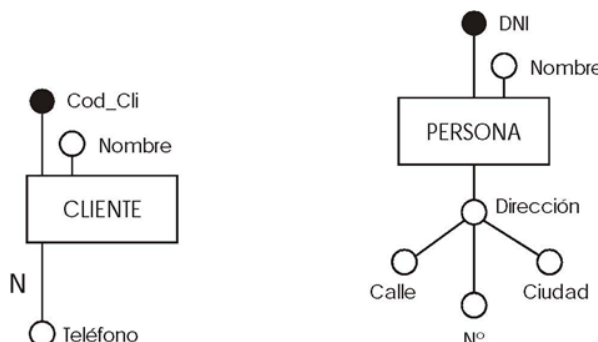 Cod_Cli
Nombre
CLIENTE
N
Teléfono
DNI
Nombre
PERSONA
Dirección
Calle
Ciudad
Nº